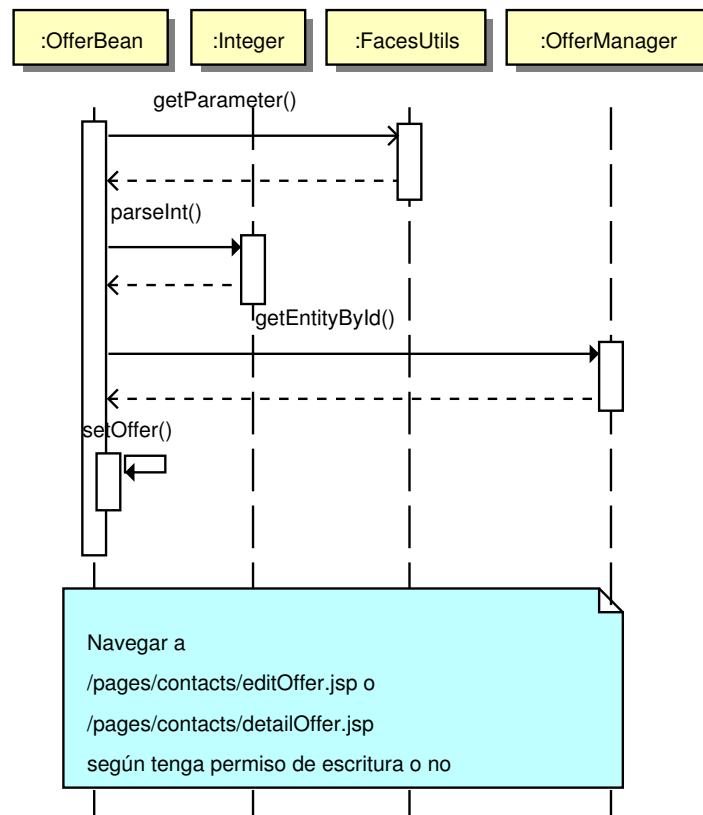 :OfferBean
:Integer
:FacesUtils
:OfferManager
getParameter()
parseInt()
getEntityById()
setOffer()
Navegar a
/pages/contacts/editOffer.jsp o
/pages/contacts/detailOffer.jsp
según tenga permiso de escritura o no